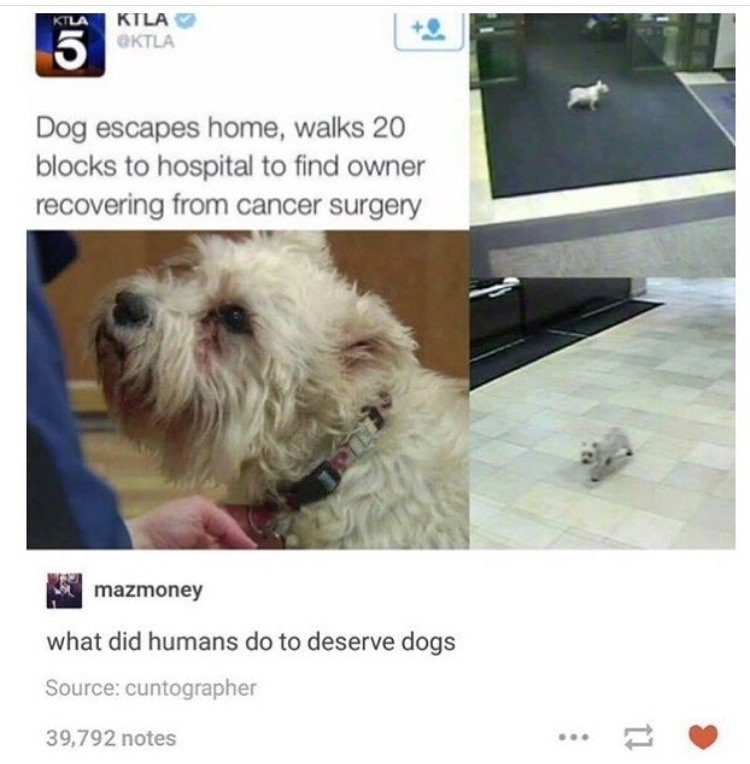 KTLA
5
KTLA
@KTLA
Dog escapes home, walks 20
blocks to hospital to find owner
recovering from cancer surgery
mazmoney
what did humans do to deserve dogs
Source: cuntographer
39,792 notes